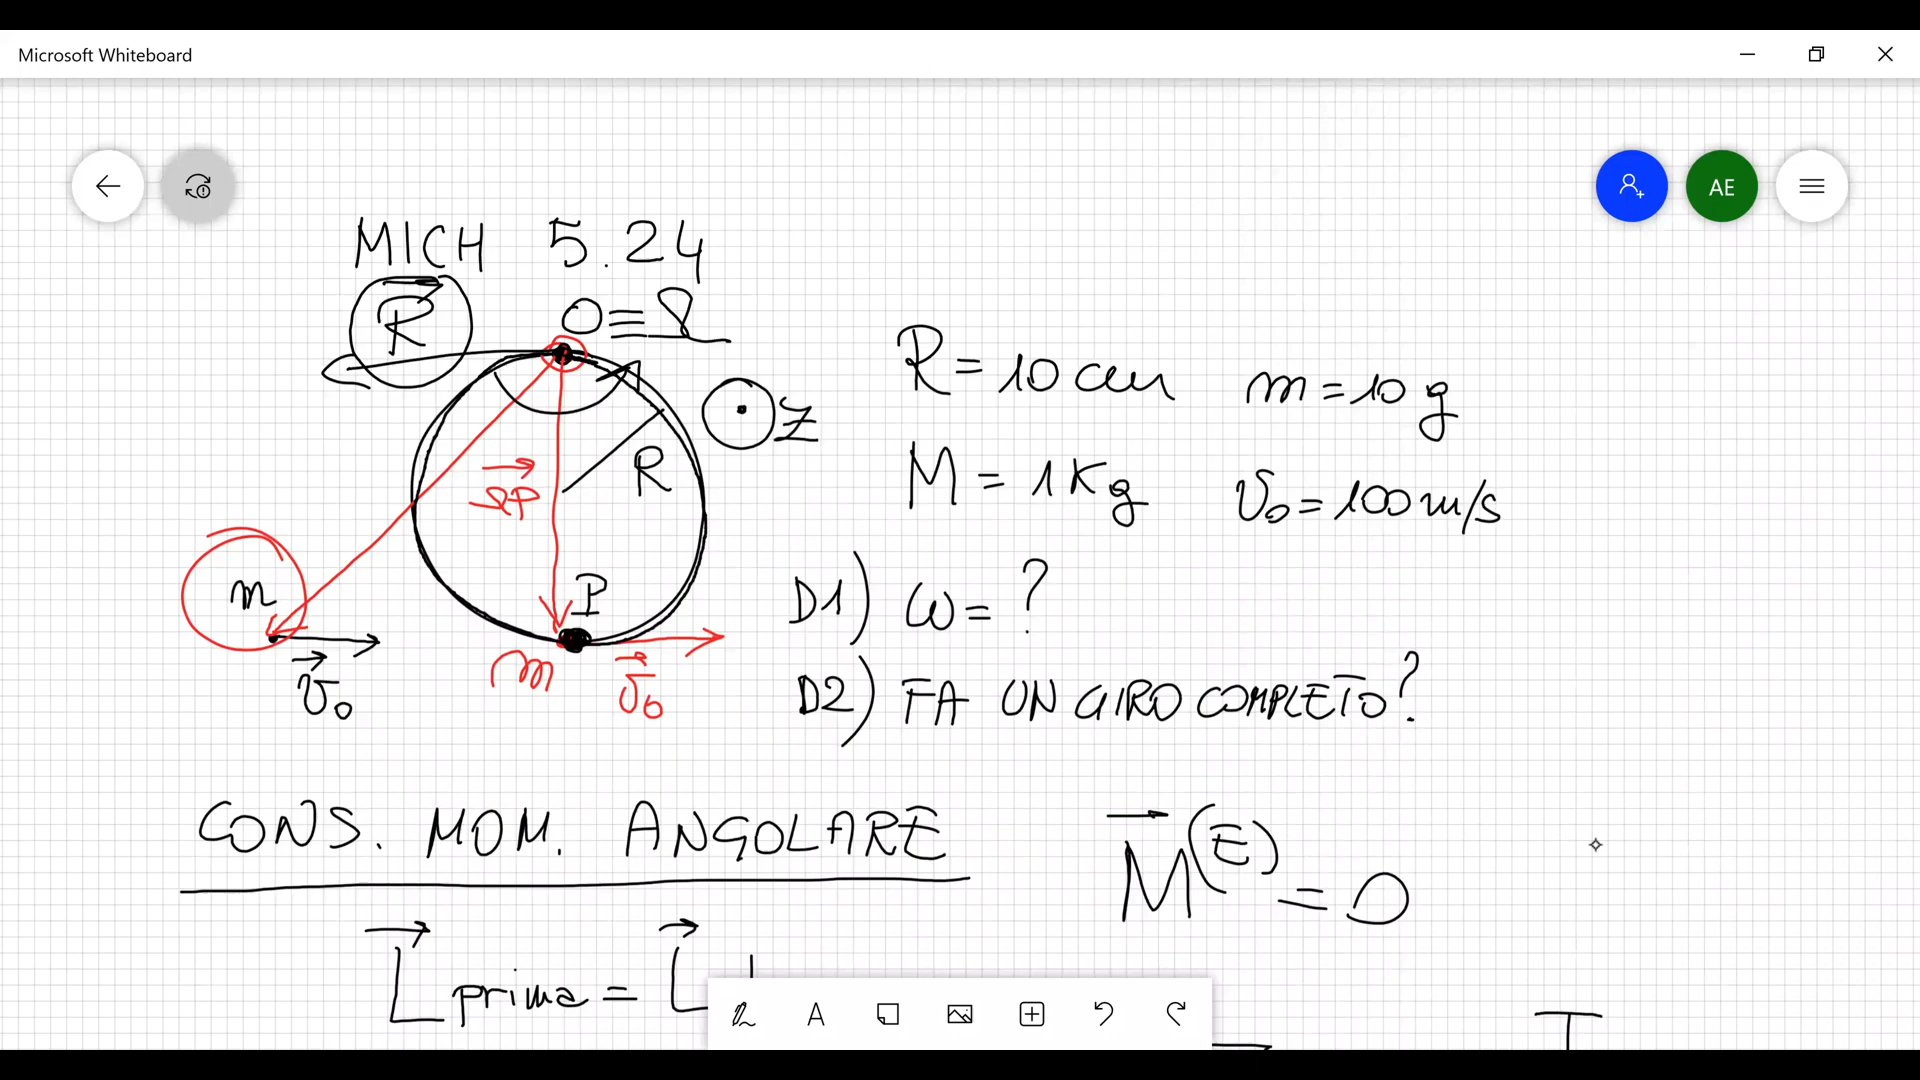 Microsoft Whiteboard
AE
MICH 5.24
R
O≡Ω
R = 10 cm m = 10 g
z
R
ΩP
M = 1 Kg v₀ = 100 m/s
m
P
D1) ω = ?
m v₀
v₀
D2) FA UN GIRO COMPLETO?
CONS. MOM. ANGOLARE
M(E) = 0
L prima = L
A